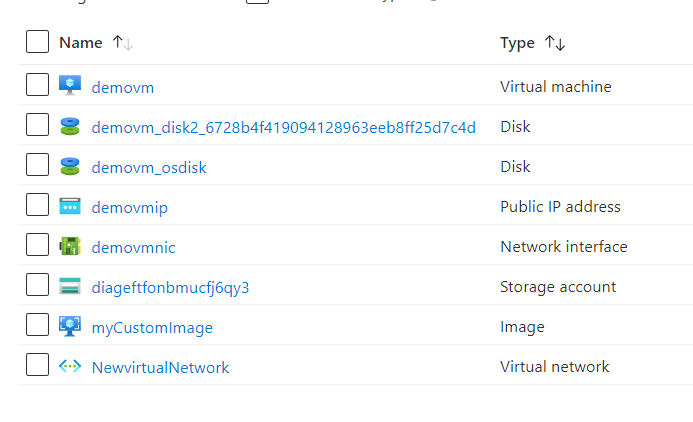 Name ↑↓ Type ↑↓
demovm Virtual machine
demovm_disk2_6728b4f419094128963eeb8ff25d7c4d Disk
demovm_osdisk Disk
demovmip Public IP address
demovmnic Network interface
diageftfonbmucfj6qy3 Storage account
myCustomImage Image
NewvirtualNetwork Virtual network